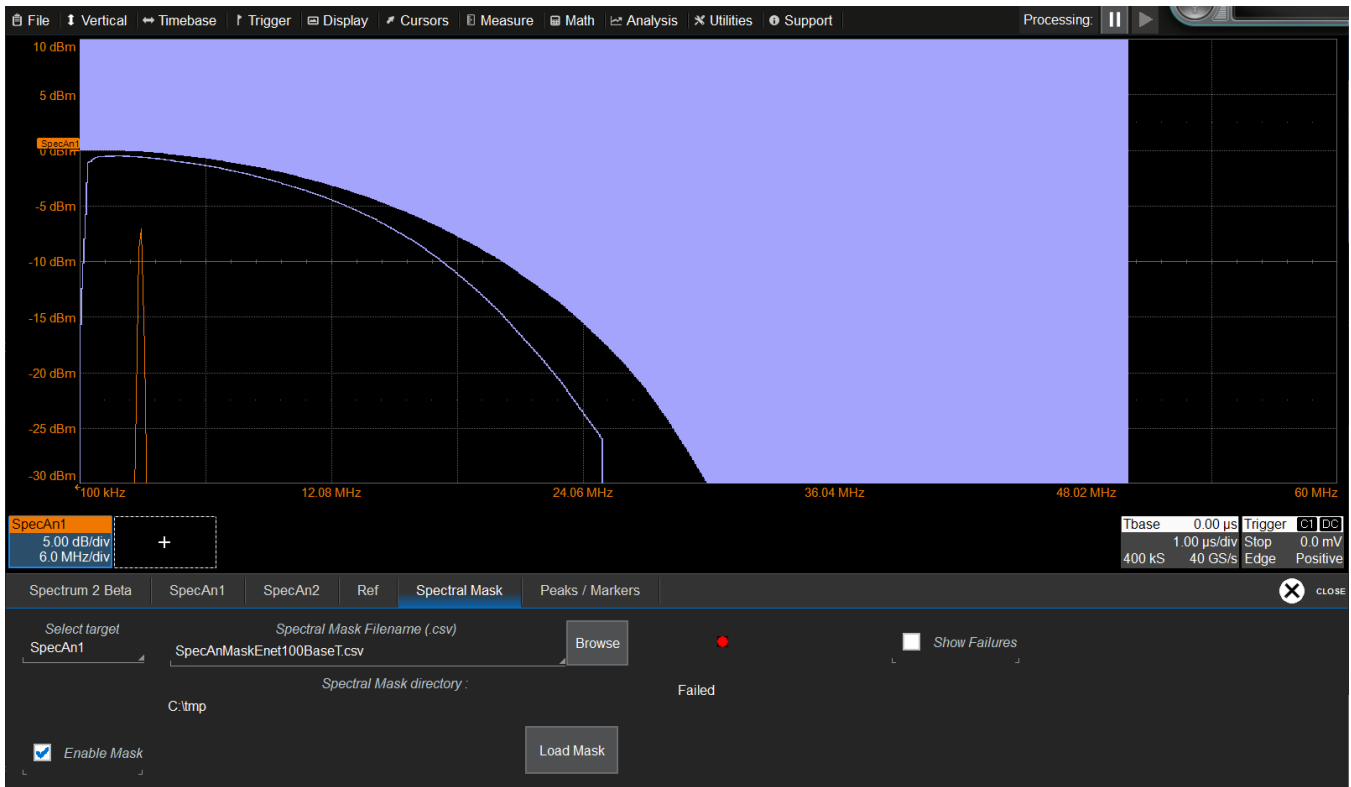 File Vertical Timebase Trigger Display Cursors Measure Math Analysis Utilities Support Processing:
10 dBm
5 dBm
SpecAn1
0 dBm
-5 dBm
-10 dBm
-15 dBm
-20 dBm
-25 dBm
-30 dBm
100 kHz 12.08 MHz 24.06 MHz 36.04 MHz 48.02 MHz 60 MHz
SpecAn1
5.00 dB/div
6.0 MHz/div
+
Tbase 0.00 µs Trigger C1 DC
1.00 µs/div Stop 0.0 mV
400 kS 40 GS/s Edge Positive
Spectrum 2 Beta SpecAn1 SpecAn2 Ref Spectral Mask Peaks / Markers CLOSE
Select target Spectral Mask Filename (.csv)
SpecAn1 SpecAnMaskEnet100BaseT.csv Browse Show Failures
Spectral Mask directory :
Failed
C:\tmp
Enable Mask Load Mask